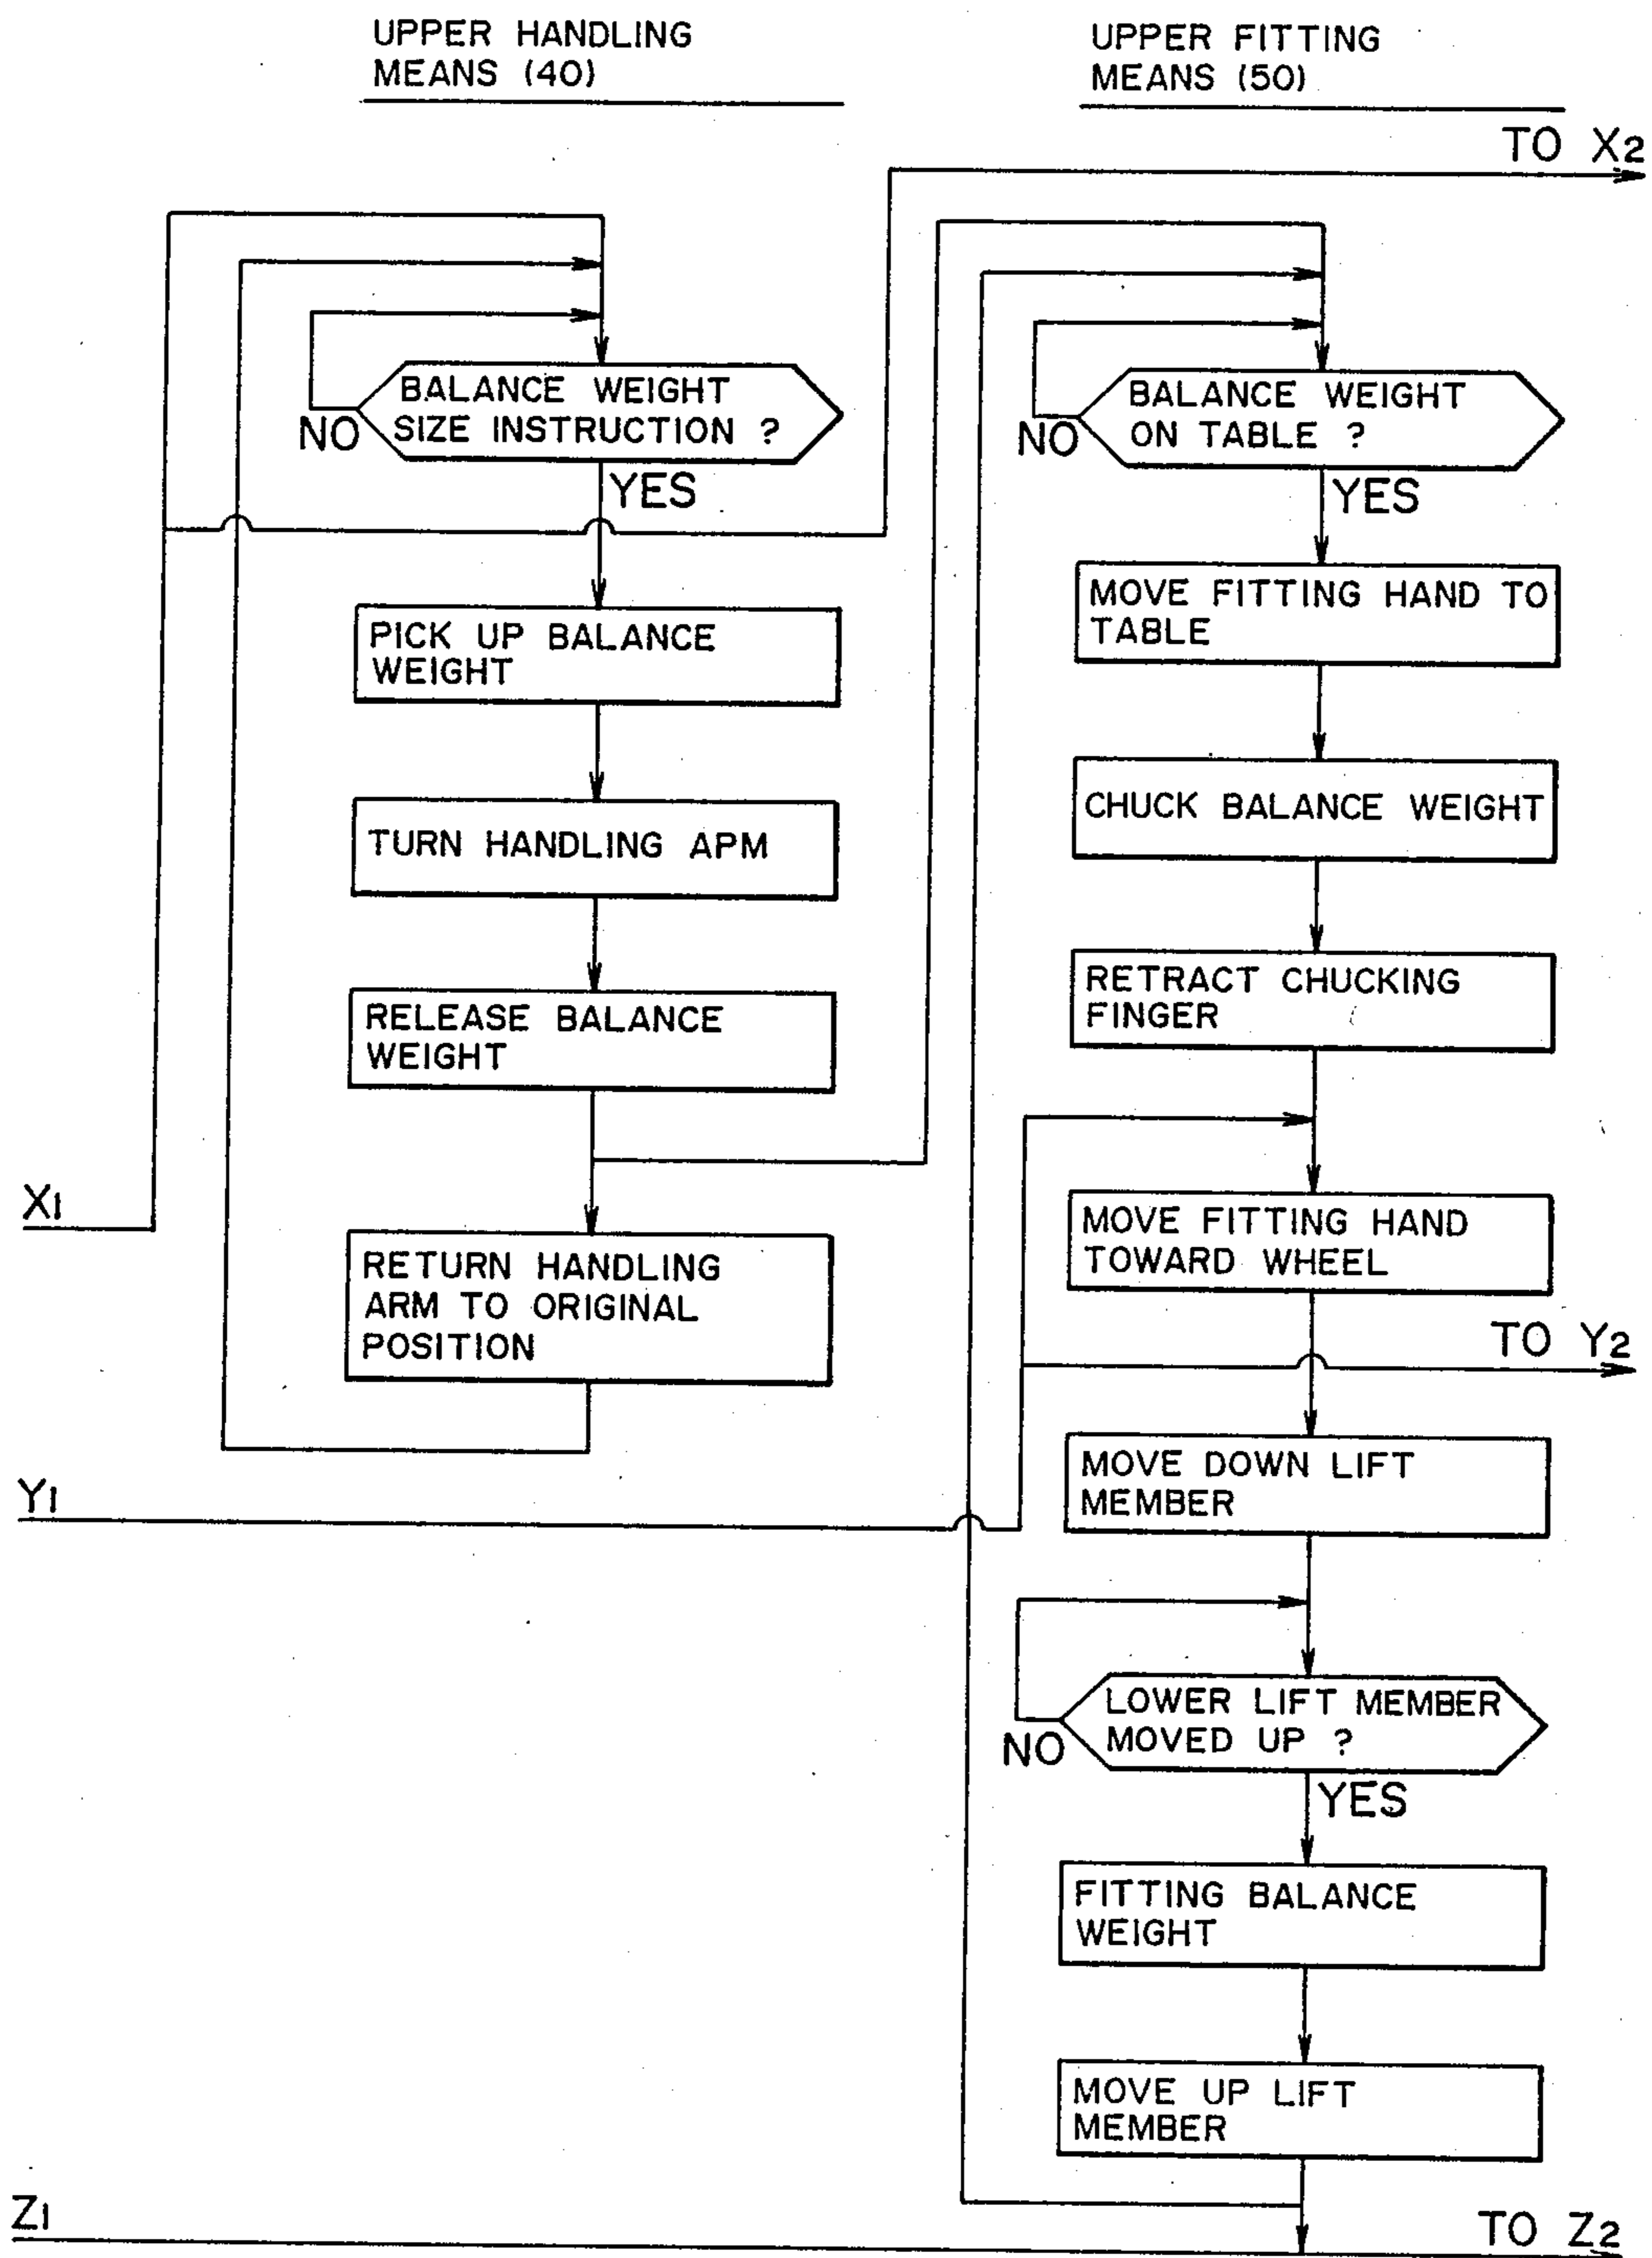 UPPER HANDLING
MEANS (40)
UPPER FITTING
MEANS (50)
TO X2
BALANCE WEIGHT
SIZE INSTRUCTION ?
NO
YES
PICK UP BALANCE
WEIGHT
TURN HANDLING APM
RELEASE BALANCE
WEIGHT
X1
RETURN HANDLING
ARM TO ORIGINAL
POSITION
Y1
BALANCE WEIGHT
ON TABLE ?
NO
YES
MOVE FITTING HAND TO
TABLE
CHUCK BALANCE WEIGHT
RETRACT CHUCKING
FINGER
MOVE FITTING HAND
TOWARD WHEEL
TO Y2
MOVE DOWN LIFT
MEMBER
LOWER LIFT MEMBER
MOVED UP ?
NO
YES
FITTING BALANCE
WEIGHT
MOVE UP LIFT
MEMBER
Z1
TO Z2